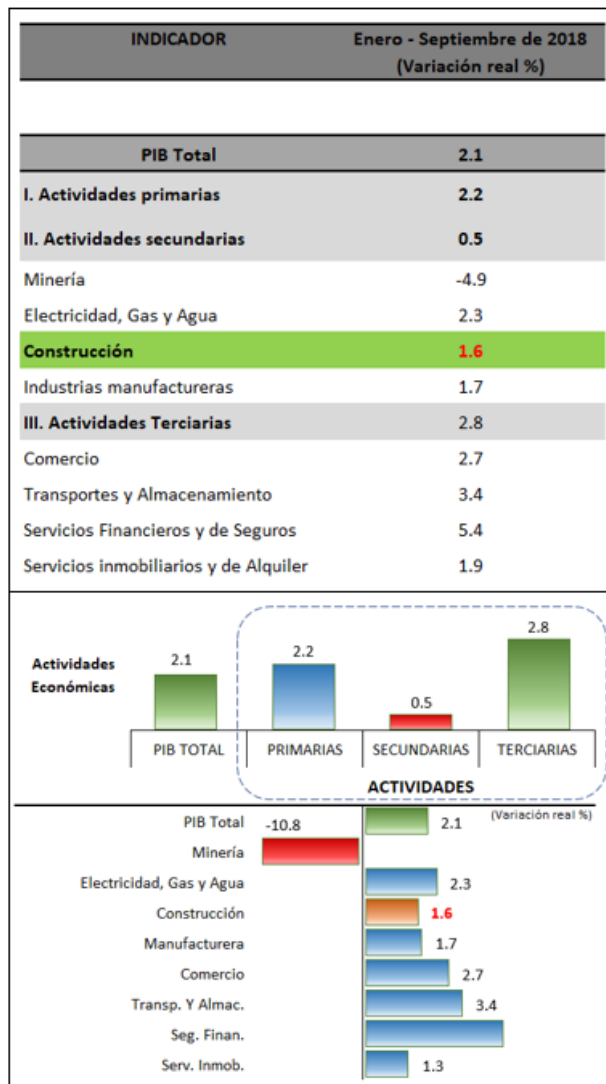 INDICADOR Enero - Septiembre de 2018
(Variación real %)
PIB Total 2.1
I. Actividades primarias 2.2
II. Actividades secundarias 0.5
Minería -4.9
Electricidad, Gas y Agua 2.3
Construcción 1.6
Industrias manufactureras 1.7
III. Actividades Terciarias 2.8
Comercio 2.7
Transportes y Almacenamiento 3.4
Servicios Financieros y de Seguros 5.4
Servicios inmobiliarios y de Alquiler 1.9
Actividades
Económicas
2.1 2.2 0.5 2.8
PIB TOTAL PRIMARIAS SECUNDARIAS TERCIARIAS
ACTIVIDADES
(Variación real %)
PIB Total 2.1
Minería -10.8
Electricidad, Gas y Agua 2.3
Construcción 1.6
Manufacturera 1.7
Comercio 2.7
Transp. Y Almac. 3.4
Seg. Finan.
Serv. Inmob. 1.3